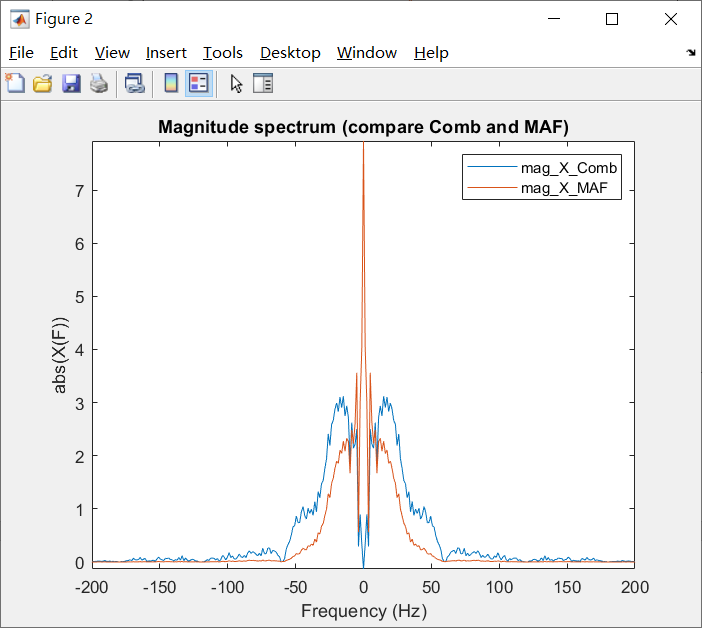 Figure 2
File Edit View Insert Tools Desktop Window Help
Magnitude spectrum (compare Comb and MAF)
mag_X_Comb
mag_X_MAF
abs(X(F))
7
6
5
4
3
2
1
0
-200 -150 -100 -50 0 50 100 150 200
Frequency (Hz)